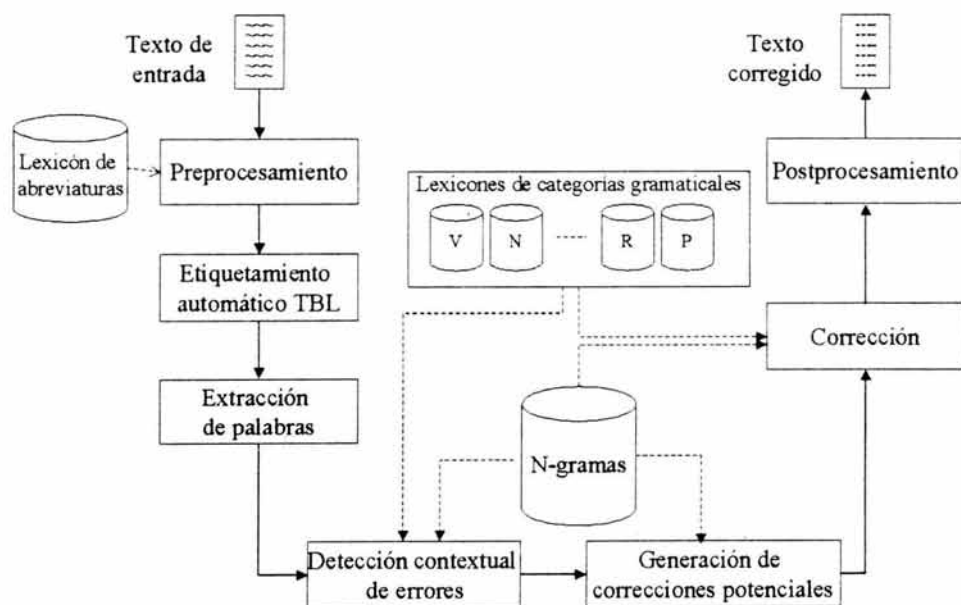 Texto de
entrada
Texto
corregido
Lexicón de
abreviaturas
Preprocesamiento
Lexicones de categorías gramaticales
V N R P
Postprocesamiento
Etiquetamiento
automático TBL
Corrección
Extracción
de palabras
N-gramas
Detección contextual
de errores
Generación de
correcciones potenciales